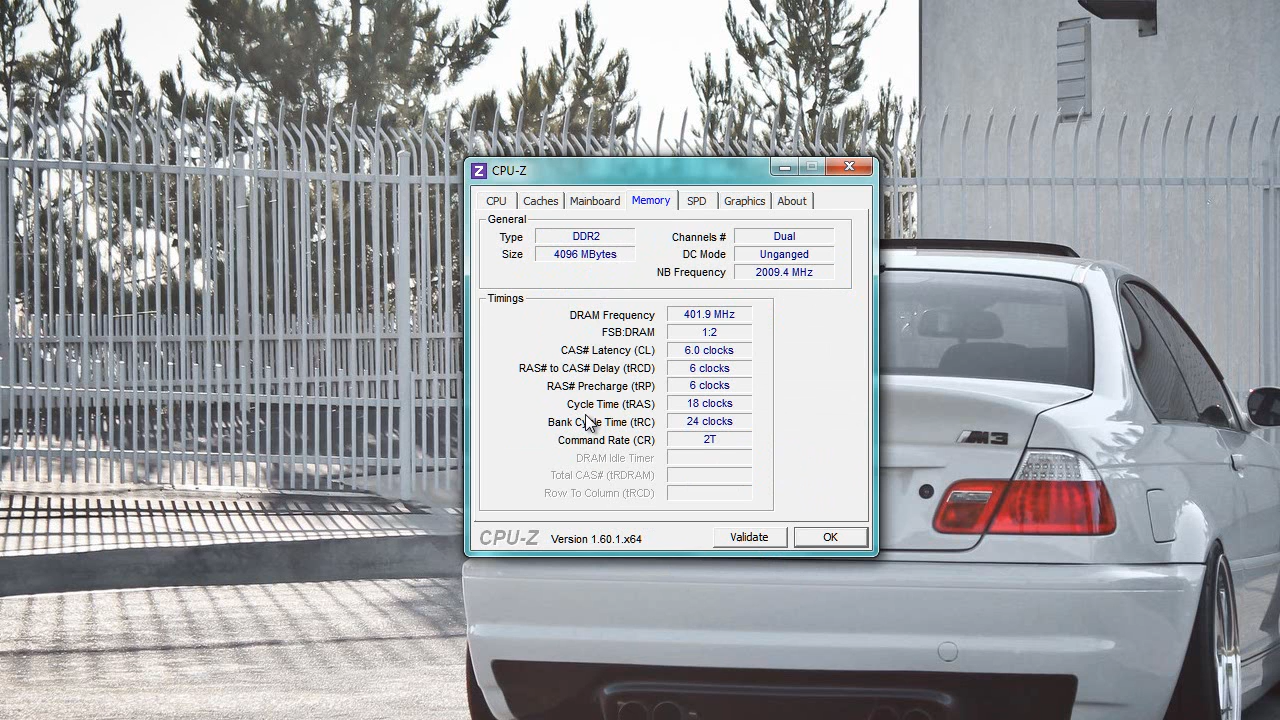 CPU-Z
CPU Caches Mainboard Memory SPD Graphics About
General
Type DDR2 Channels # Dual
Size 4096 MBytes DC Mode Unganged
NB Frequency 2009.4 MHz
Timings
DRAM Frequency 401.9 MHz
FSB:DRAM 1:2
CAS# Latency (CL) 6.0 clocks
RAS# to CAS# Delay (tRCD) 6 clocks
RAS# Precharge (tRP) 6 clocks
Cycle Time (tRAS) 18 clocks
Bank Cycle Time (tRC) 24 clocks
Command Rate (CR) 2T
DRAM Idle Timer
Total CAS# (tRDRAM)
Row To Column (tRCD)
CPU-Z Version 1.60.1.x64 Validate OK
M3